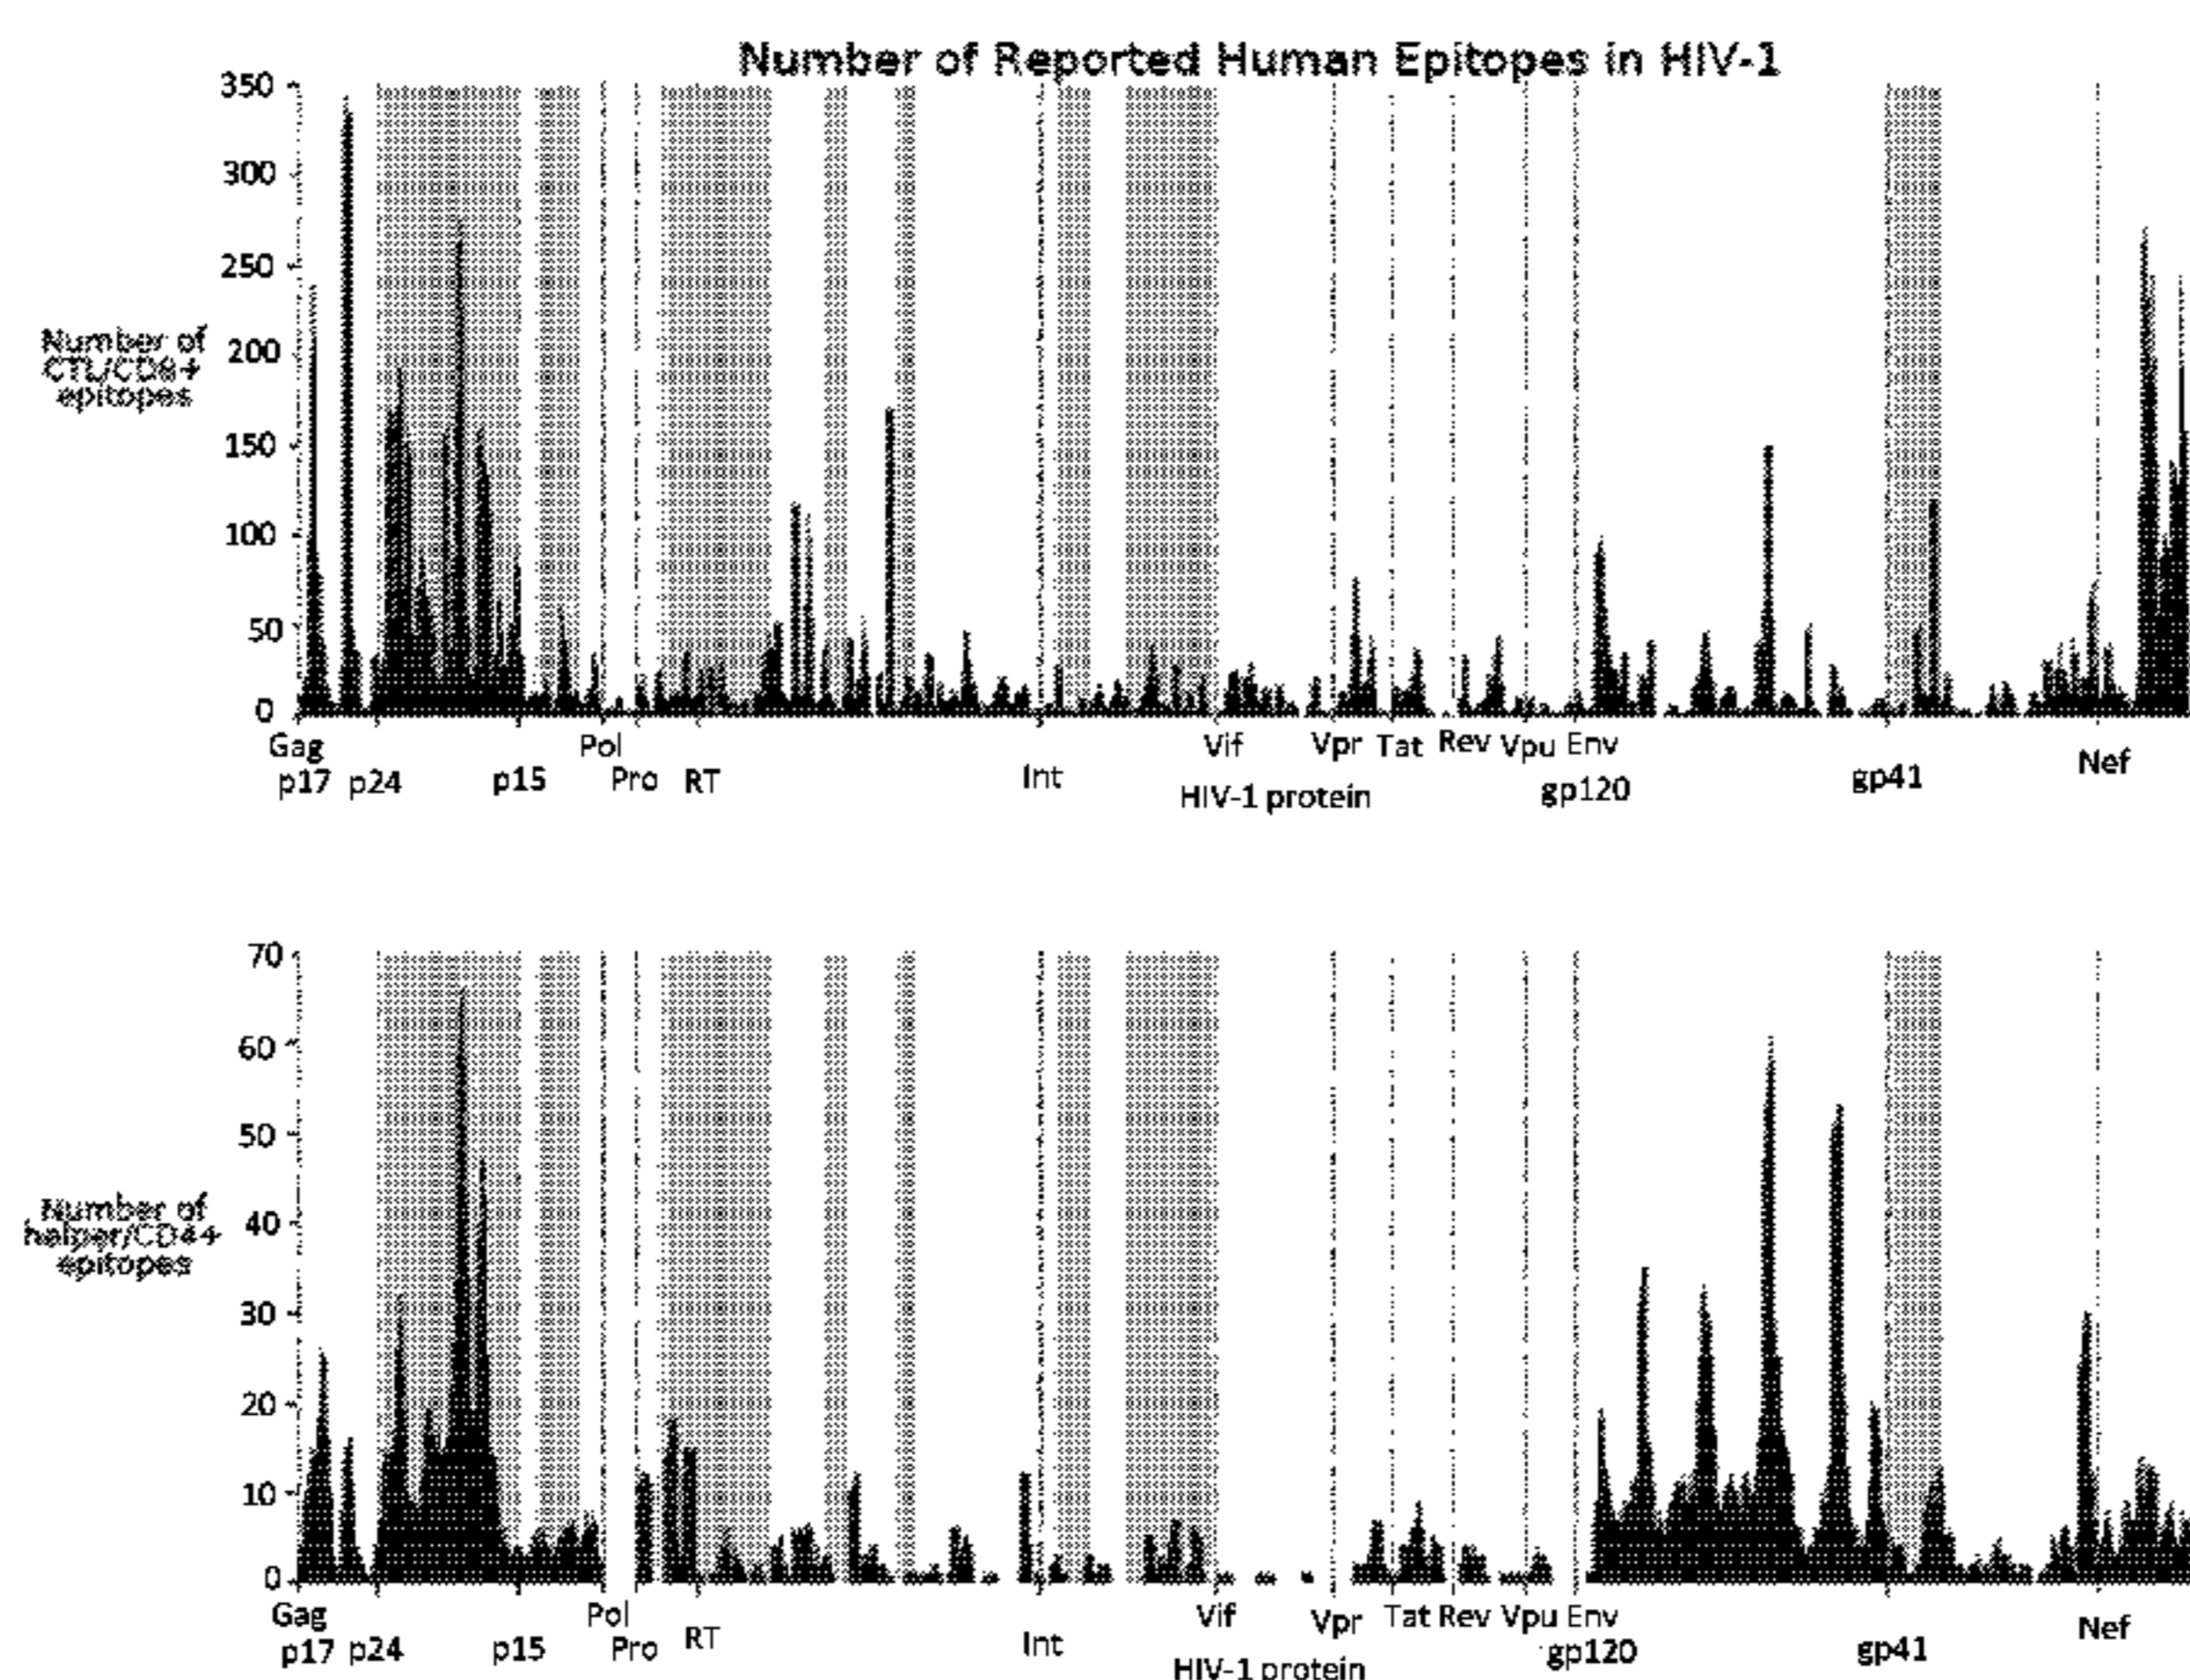 Number of Reported Human Epitopes in HIV-1
350
300
250
200
150
100
50
0
Number of
CTL/CD8+
epitopes
Gag Pol Vif Vpr Tat Rev Vpu Env Nef
p17 p24 p15 Pro RT Int gp120 gp41
HIV-1 protein
70
60
50
40
30
20
10
0
Number of
helper/CD4+
epitopes
Gag Pol Vif Vpr Tat Rev Vpu Env Nef
p17 p24 p15 Pro RT Int gp120 gp41
HIV-1 protein